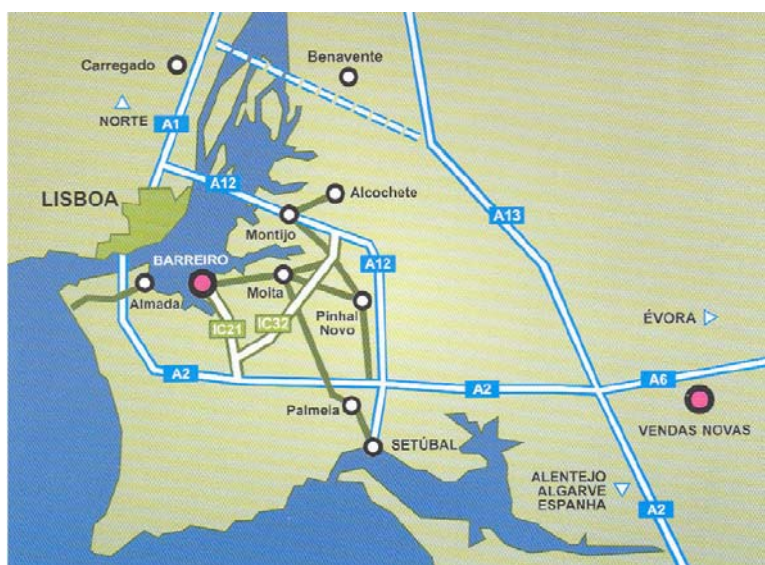 Carregado
Benavente
NORTE
A1
LISBOA
A12
Alcochete
Montijo
A13
BARREIRO
A12
Almada
Moita
Pinhal
Novo
IC21
IC32
ÉVORA
A2
A2
A6
Palmela
VENDAS NOVAS
SETÚBAL
ALENTEJO
ALGARVE
ESPANHA
A2